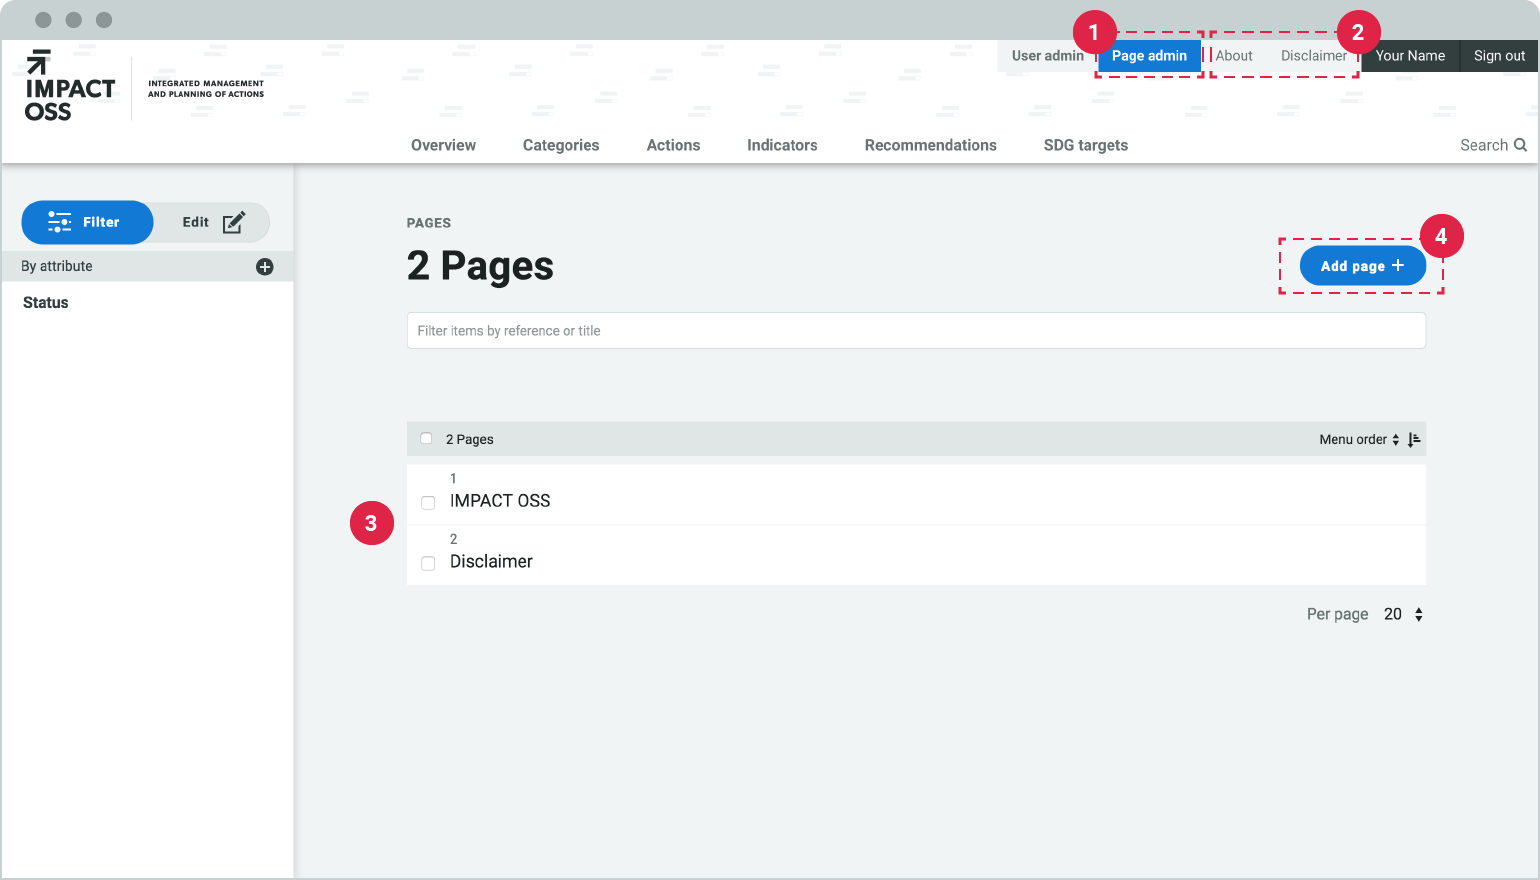 1
2
User admin
Page admin
About
Disclaimer
Your Name
Sign out
IMPACT
OSS
INTEGRATED MANAGEMENT
AND PLANNING OF ACTIONS
Overview
Categories
Actions
Indicators
Recommendations
SDG targets
Search
Filter
Edit
By attribute
Status
PAGES
2 Pages
4
Add page +
Filter items by reference or title
2 Pages
Menu order
3
1
IMPACT OSS
2
Disclaimer
Per page 20